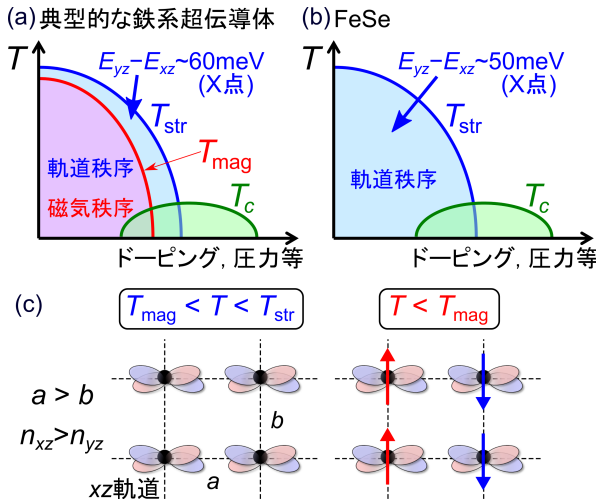 (a) 典型的な鉄系超伝導体
T
Eyz−Exz~60meV
(X点)
Tstr
Tmag
軌道秩序
磁気秩序
Tc
ドーピング, 圧力等
(b) FeSe
T
Eyz−Exz~50meV
(X点)
Tstr
軌道秩序
Tc
ドーピング, 圧力等
(c)
Tmag < T < Tstr
T < Tmag
a > b
nxz>nyz
b
a
xz軌道